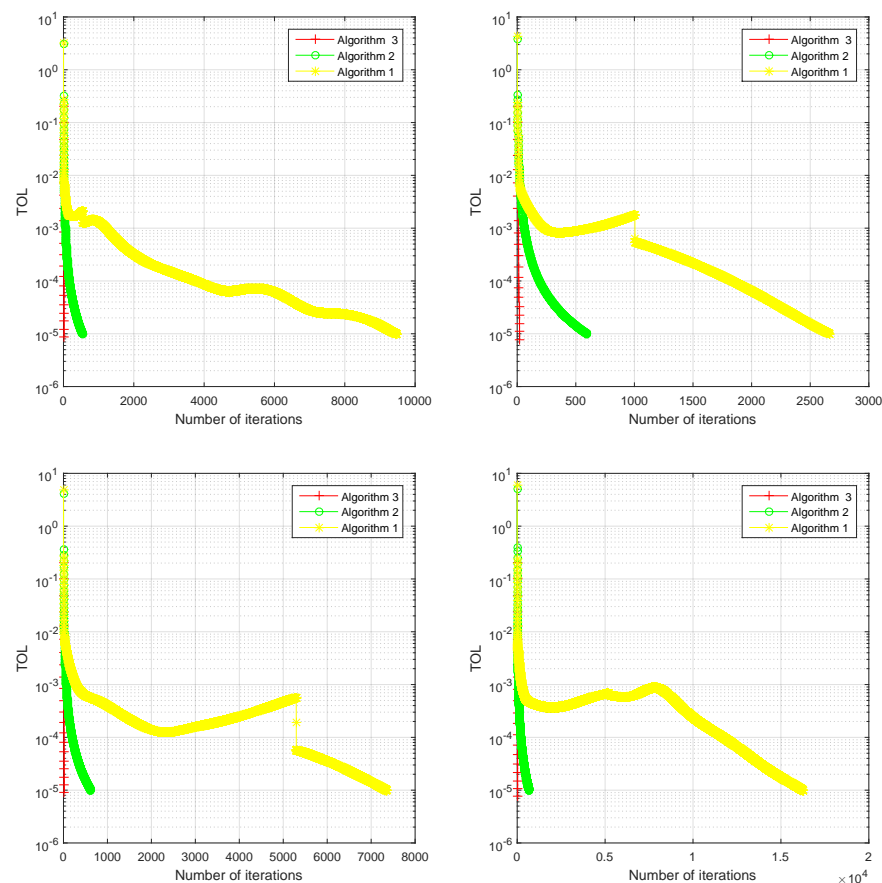 10^1
10^0
10^-1
10^-2
10^-3
10^-4
10^-5
10^-6
TOL
0 2000 4000 6000 8000 10000
Number of iterations
Algorithm 3
Algorithm 2
Algorithm 1
10^1
10^0
10^-1
10^-2
10^-3
10^-4
10^-5
10^-6
TOL
0 500 1000 1500 2000 2500 3000
Number of iterations
Algorithm 3
Algorithm 2
Algorithm 1
10^1
10^0
10^-1
10^-2
10^-3
10^-4
10^-5
10^-6
TOL
0 1000 2000 3000 4000 5000 6000 7000 8000
Number of iterations
Algorithm 3
Algorithm 2
Algorithm 1
10^1
10^0
10^-1
10^-2
10^-3
10^-4
10^-5
10^-6
TOL
0 0.5 1 1.5 2
Number of iterations
× 10^4
Algorithm 3
Algorithm 2
Algorithm 1